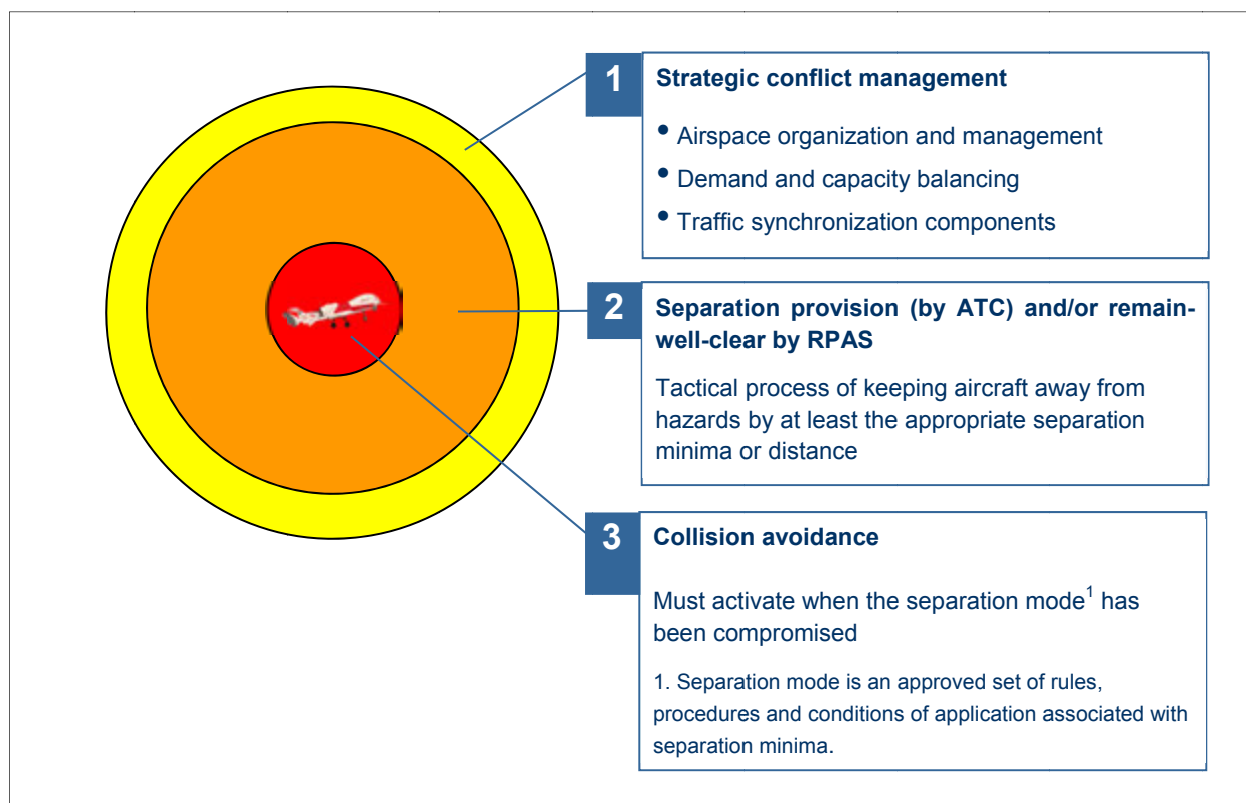 1
Strategic conflict management
• Airspace organization and management
• Demand and capacity balancing
• Traffic synchronization components
2
Separation provision (by ATC) and/or remain-
well-clear by RPAS
Tactical process of keeping aircraft away from
hazards by at least the appropriate separation
minima or distance
3
Collision avoidance
Must activate when the separation mode¹ has
been compromised
1. Separation mode is an approved set of rules,
procedures and conditions of application associated with
separation minima.